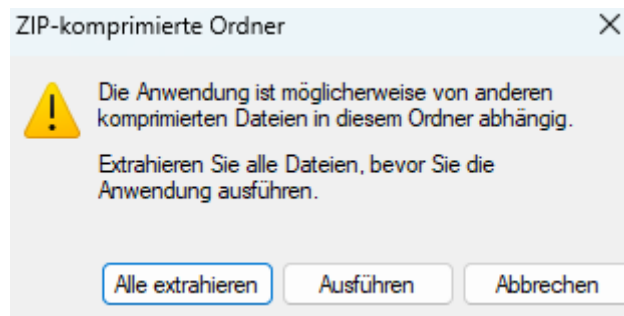 ZIP-komprimierte Ordner
Die Anwendung ist möglicherweise von anderen
komprimierten Dateien in diesem Ordner abhängig.
Extrahieren Sie alle Dateien, bevor Sie die
Anwendung ausführen.
Alle extrahieren Ausführen Abbrechen